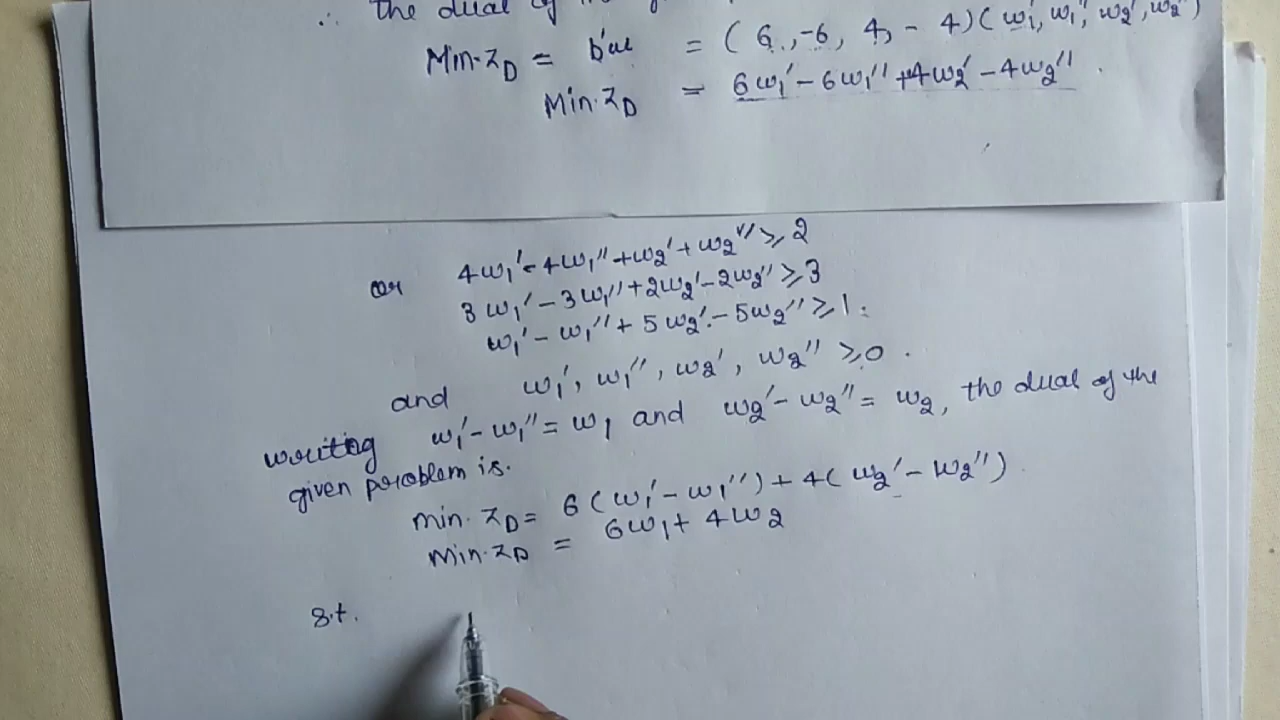 ∴ the dual of the
Min. Z_D = b'w = (6, -6, 4, - 4)(w₁', w₁'', w₂', w₂'')
Min. Z_D = 6w₁' - 6w₁'' + 4w₂' - 4w₂''.
or 4w₁' - 4w₁'' + w₂' + w₂'' ≥ 2
3w₁' - 3w₁'' + 2w₂' - 2w₂'' ≥ 3
w₁' - w₁'' + 5w₂' - 5w₂'' ≥ 1.
and w₁', w₁'', w₂', w₂'' ≥ 0.
writing w₁' - w₁'' = w₁ and w₂' - w₂'' = w₂, the dual of the
given problem is.
min. Z_D = 6(w₁' - w₁'') + 4(w₂' - w₂'')
min. Z_D = 6w₁ + 4w₂
s.t.